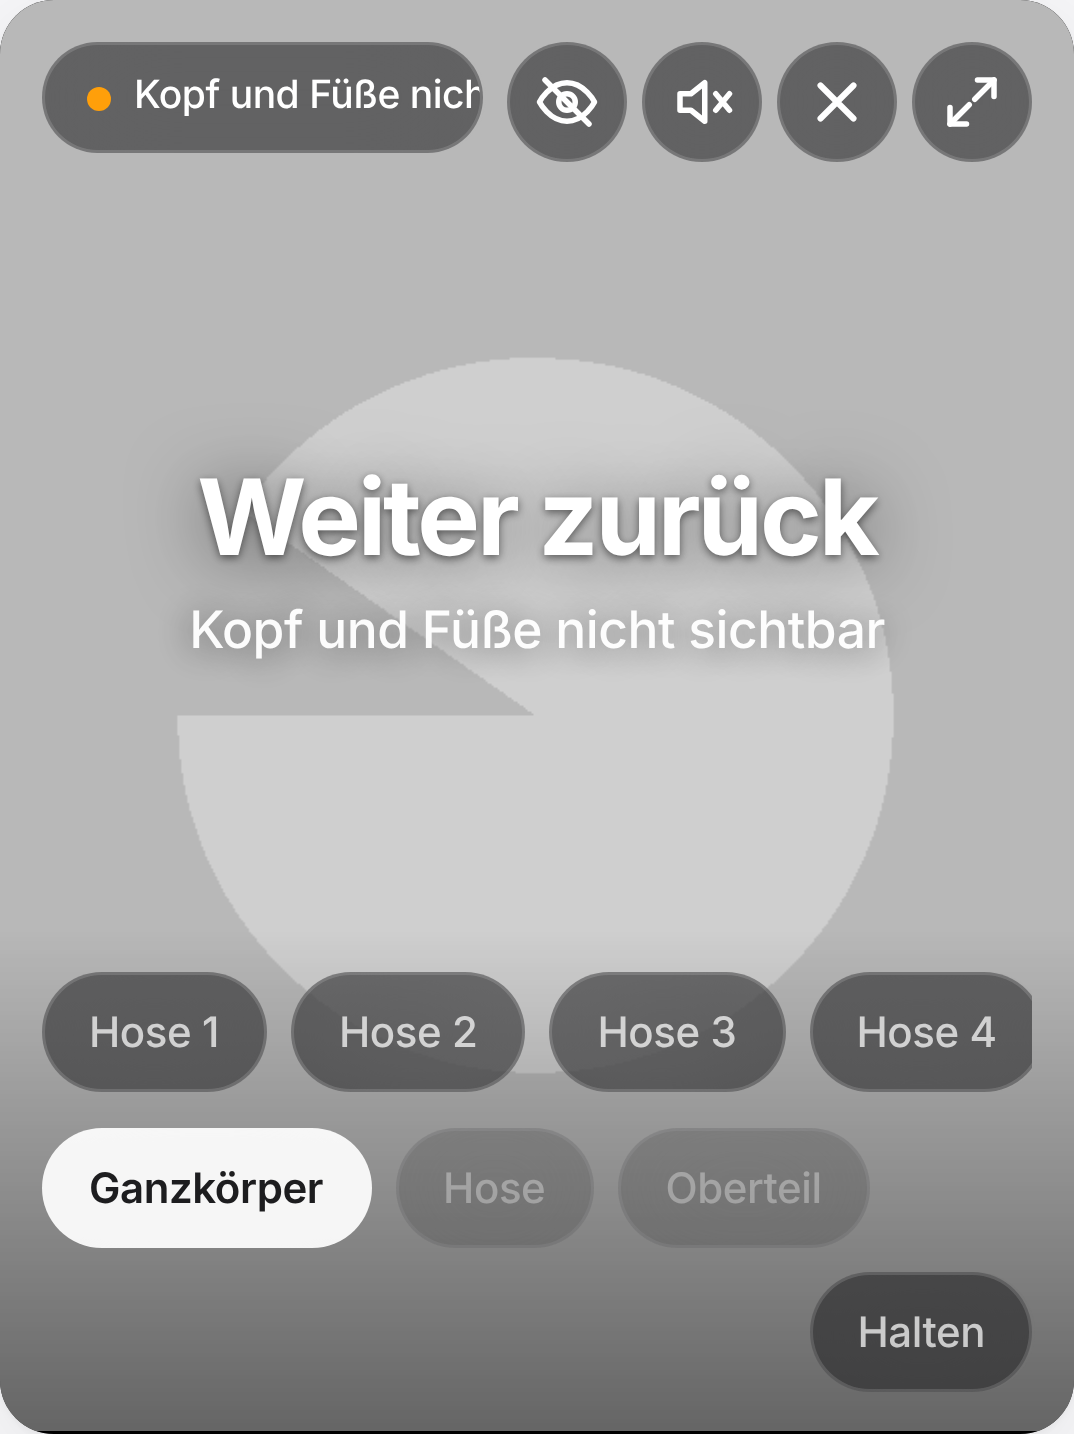 Kopf und Füße nich
Weiter zurück
Kopf und Füße nicht sichtbar
Hose 1 Hose 2 Hose 3 Hose 4
Ganzkörper Hose Oberteil
Halten